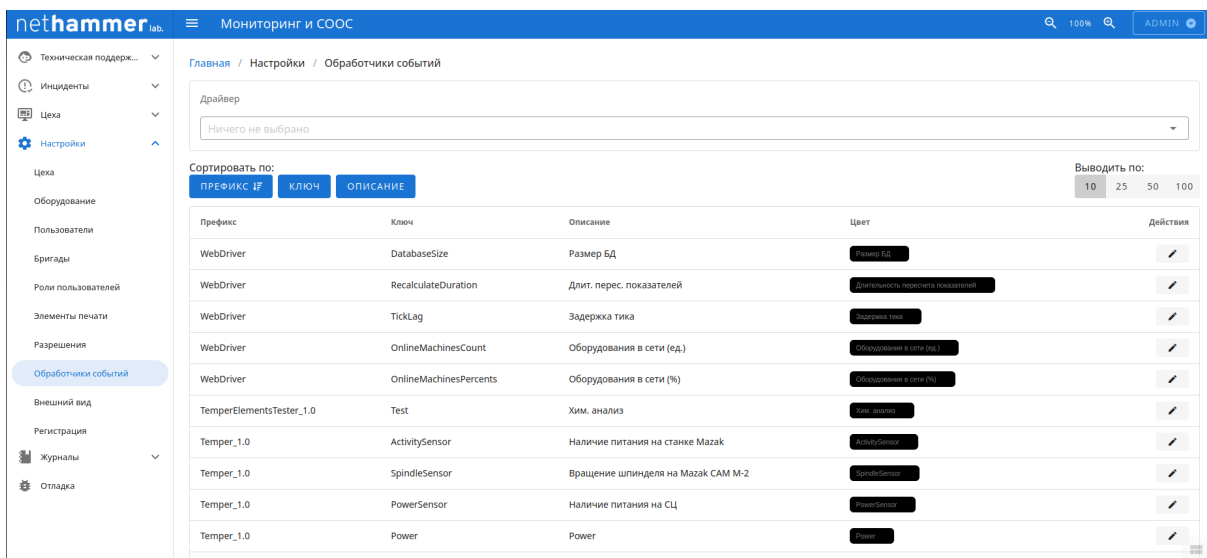 nethammer lab. Мониторинг и СООС 100% ADMIN
Техническая поддерж...
Инциденты
Цеха
Настройки
Цеха
Оборудование
Пользователи
Бригады
Роли пользователей
Элементы печати
Разрешения
Обработчики событий
Внешний вид
Регистрация
Журналы
Отладка
Главная / Настройки / Обработчики событий
Драйвер
Ничего не выбрано
Сортировать по: Выводить по:
ПРЕФИКС КЛЮЧ ОПИСАНИЕ 10 25 50 100
Префикс Ключ Описание Цвет Действия
WebDriver DatabaseSize Размер БД Размер БД
WebDriver RecalculateDuration Длит. перес. показателей Длительность пересчета показателей
WebDriver TickLag Задержка тика Задержка тика
WebDriver OnlineMachinesCount Оборудования в сети (ед.) Оборудования в сети (ед.)
WebDriver OnlineMachinesPercents Оборудования в сети (%) Оборудования в сети (%)
TemperElementsTester_1.0 Test Хим. анализ Хим. анализ
Temper_1.0 ActivitySensor Наличие питания на станке Mazak ActivitySensor
Temper_1.0 SpindleSensor Вращение шпинделя на Mazak CAM M-2 SpindleSensor
Temper_1.0 PowerSensor Наличие питания на СЦ PowerSensor
Temper_1.0 Power Power Power